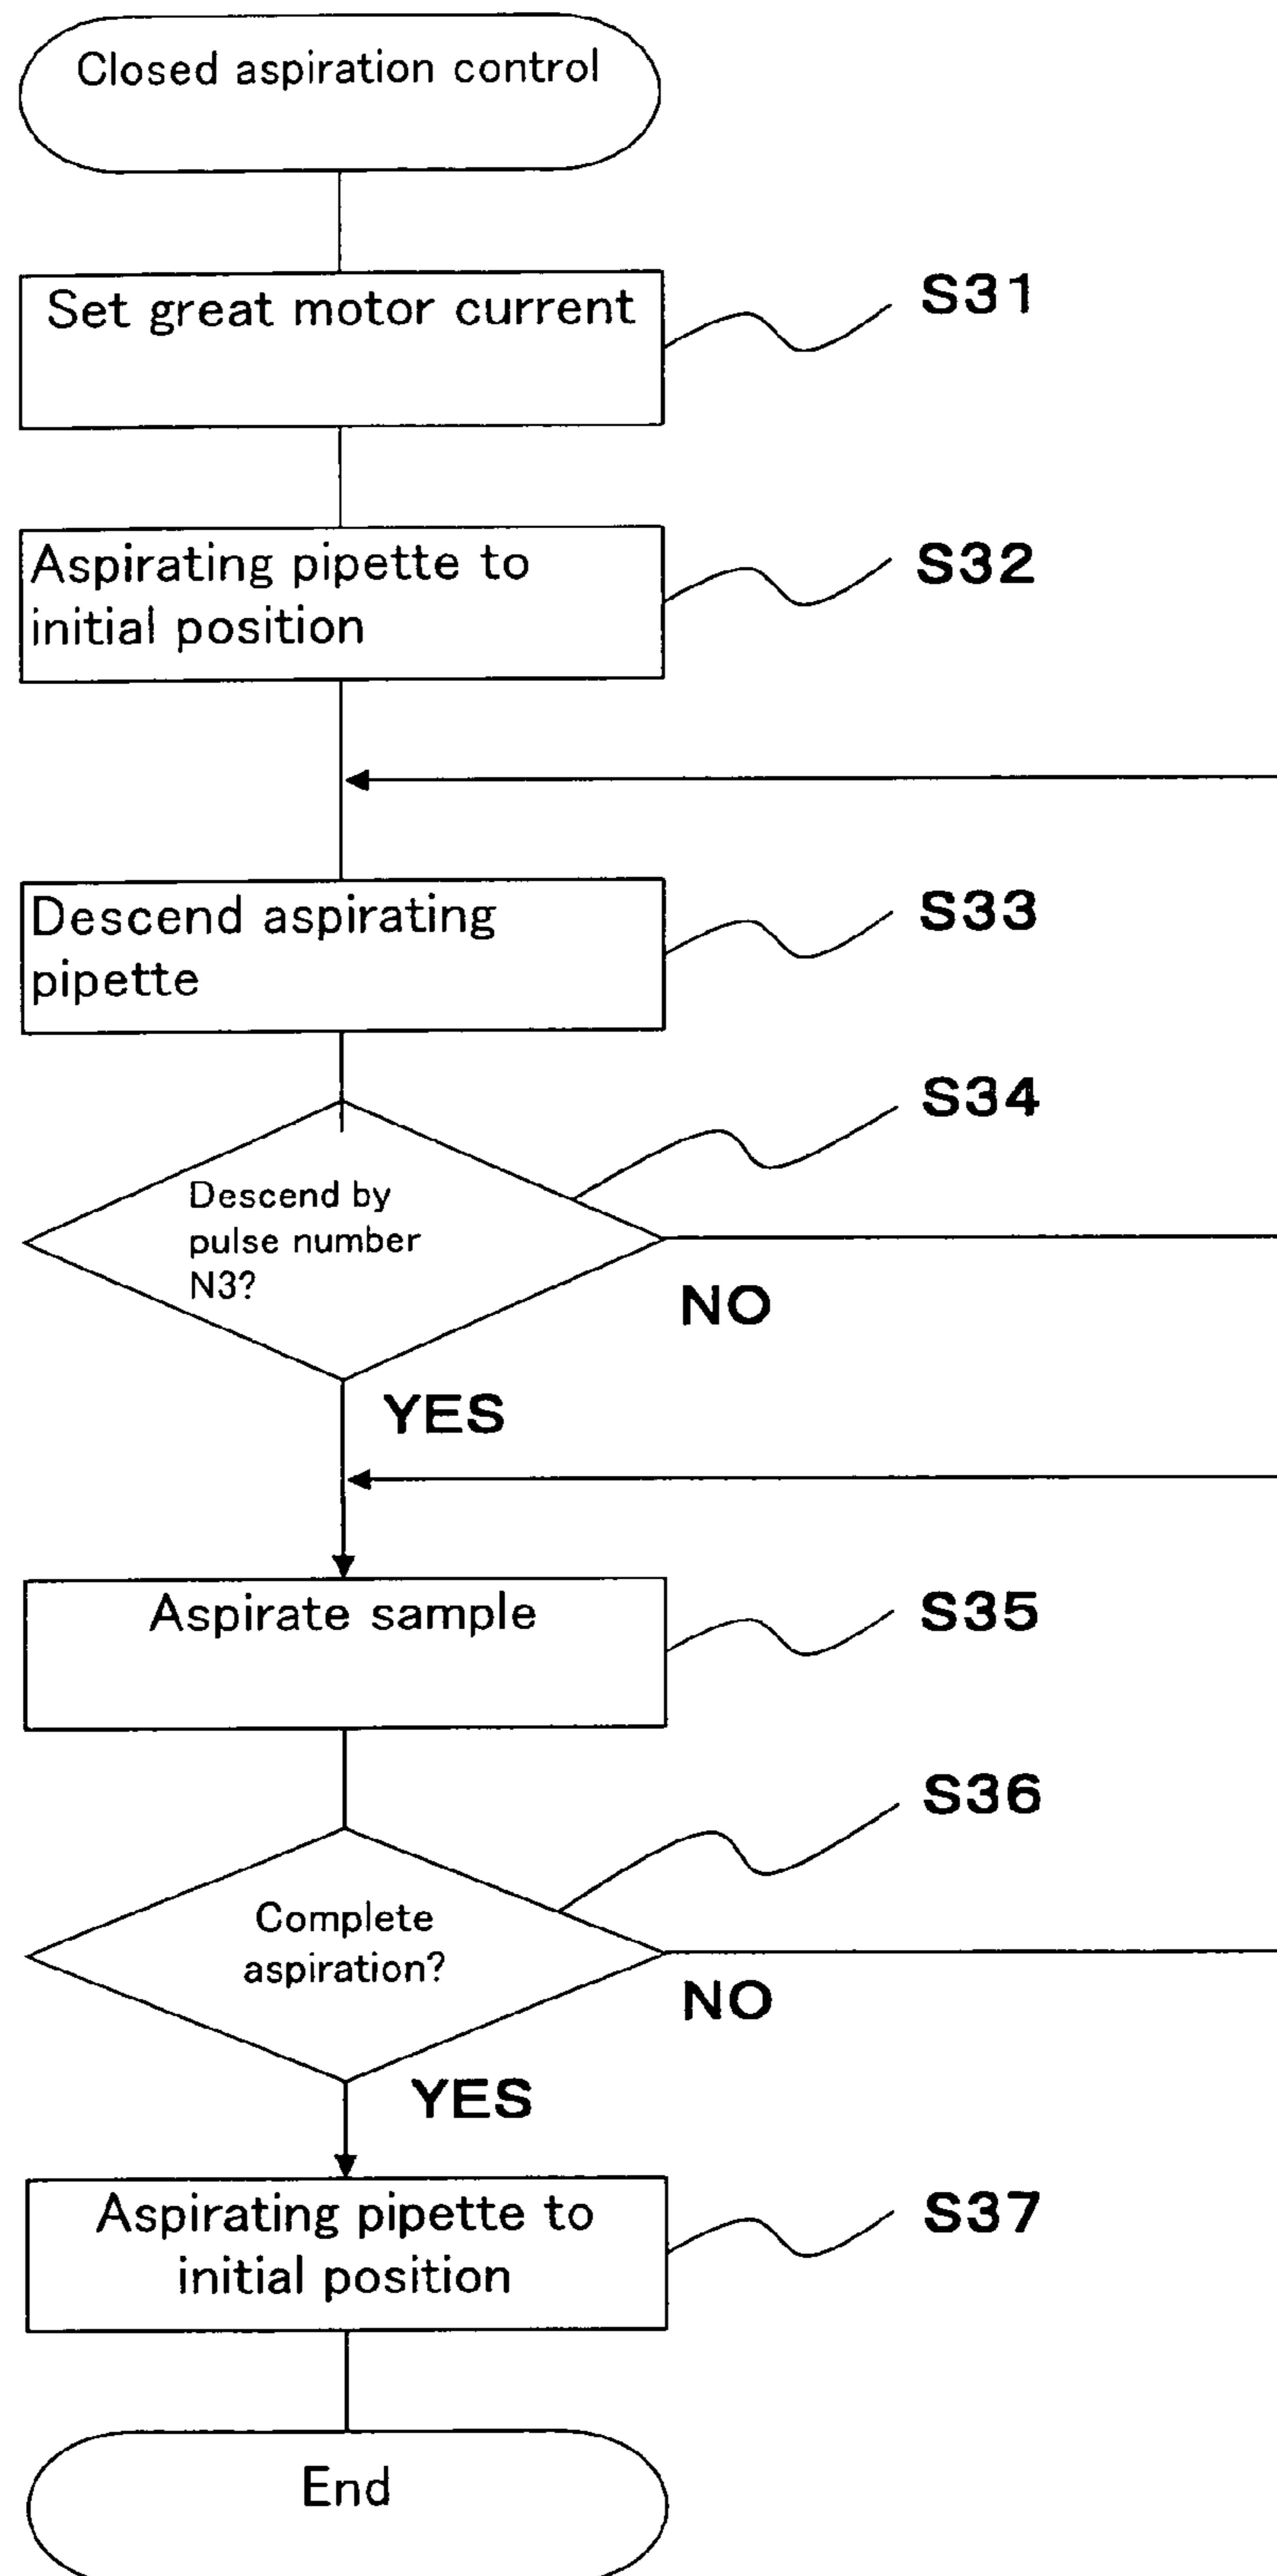 Closed aspiration control
Set great motor current
S31
Aspirating pipette to
initial position
S32
Descend aspirating
pipette
S33
S34
Descend by
pulse number
N3?
NO
YES
Aspirate sample
S35
S36
Complete
aspiration?
NO
YES
Aspirating pipette to
initial position
S37
End